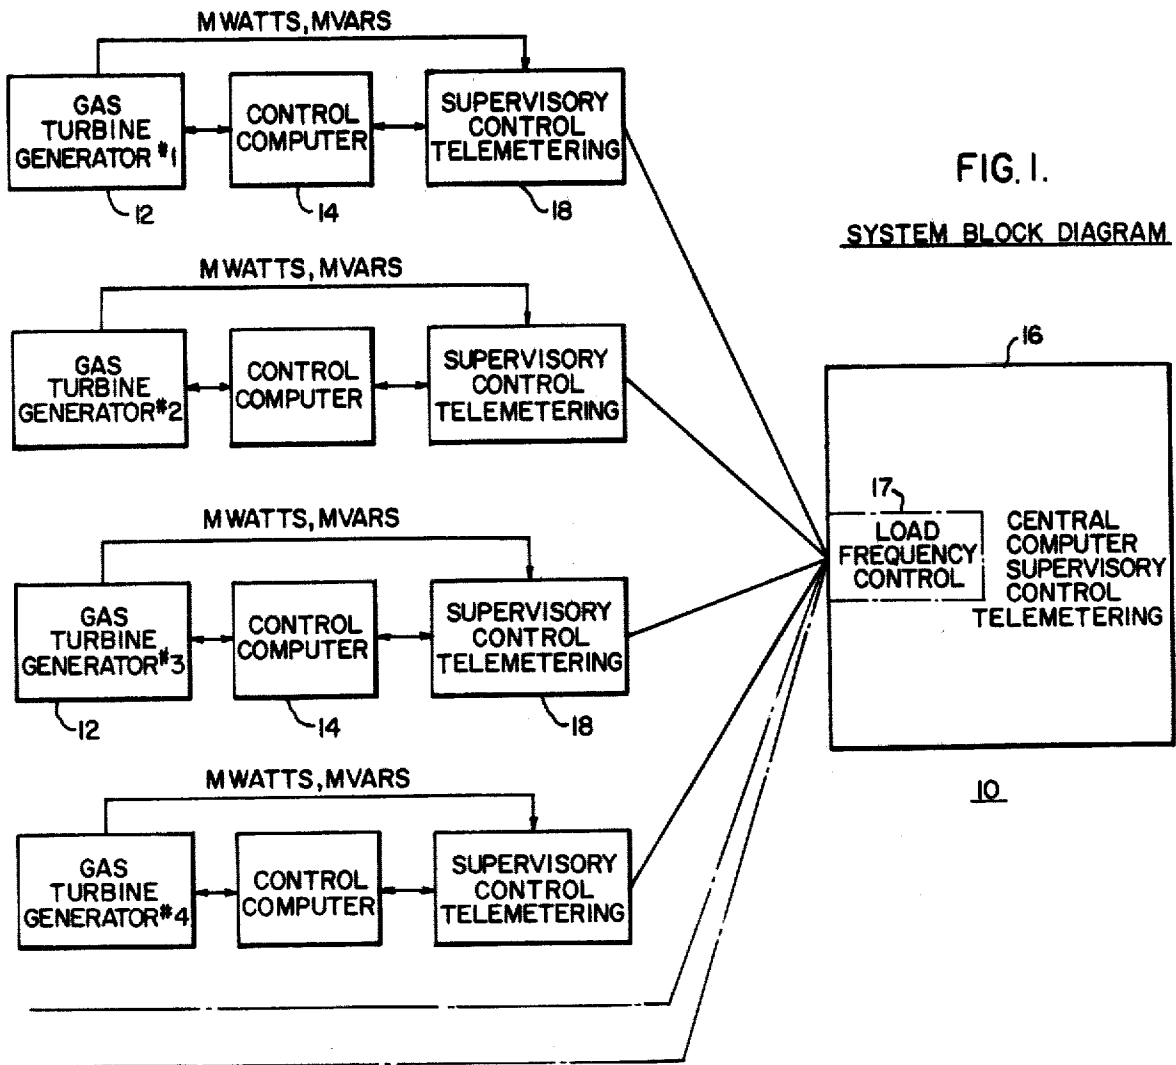 MWATTS, MVARS
GAS
TURBINE
GENERATOR #1
CONTROL
COMPUTER
SUPERVISORY
CONTROL
TELEMETERING
12
14
18
FIG. 1.
SYSTEM BLOCK DIAGRAM
MWATTS, MVARS
GAS
TURBINE
GENERATOR #2
CONTROL
COMPUTER
SUPERVISORY
CONTROL
TELEMETERING
16
17
LOAD
FREQUENCY
CONTROL
CENTRAL
COMPUTER
SUPERVISORY
CONTROL
TELEMETERING
10
MWATTS, MVARS
GAS
TURBINE
GENERATOR #3
CONTROL
COMPUTER
SUPERVISORY
CONTROL
TELEMETERING
12
14
18
MWATTS, MVARS
GAS
TURBINE
GENERATOR #4
CONTROL
COMPUTER
SUPERVISORY
CONTROL
TELEMETERING